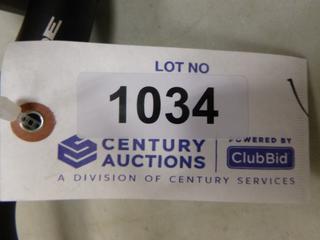 LOT NO
1034
CENTURY
AUCTIONS
POWERED BY
ClubBid
A DIVISION OF CENTURY SERVICES